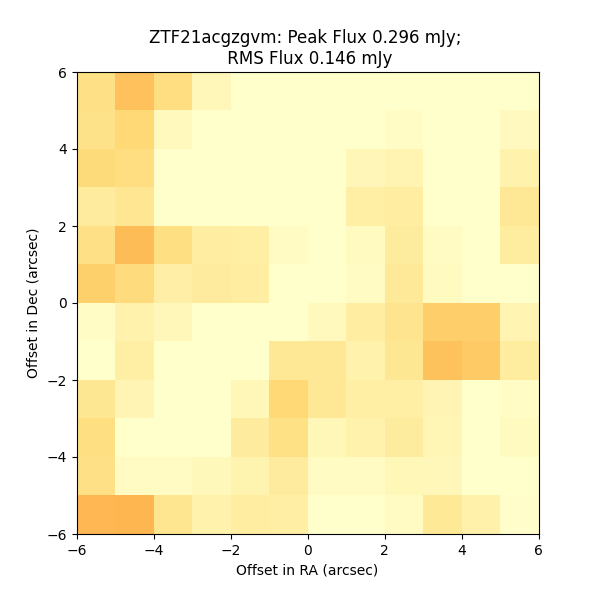 ZTF21acgzgvm: Peak Flux 0.296 mJy;
RMS Flux 0.146 mJy
6
4
2
0
−2
−4
−6
Offset in Dec (arcsec)
−6 −4 −2 0 2 4 6
Offset in RA (arcsec)